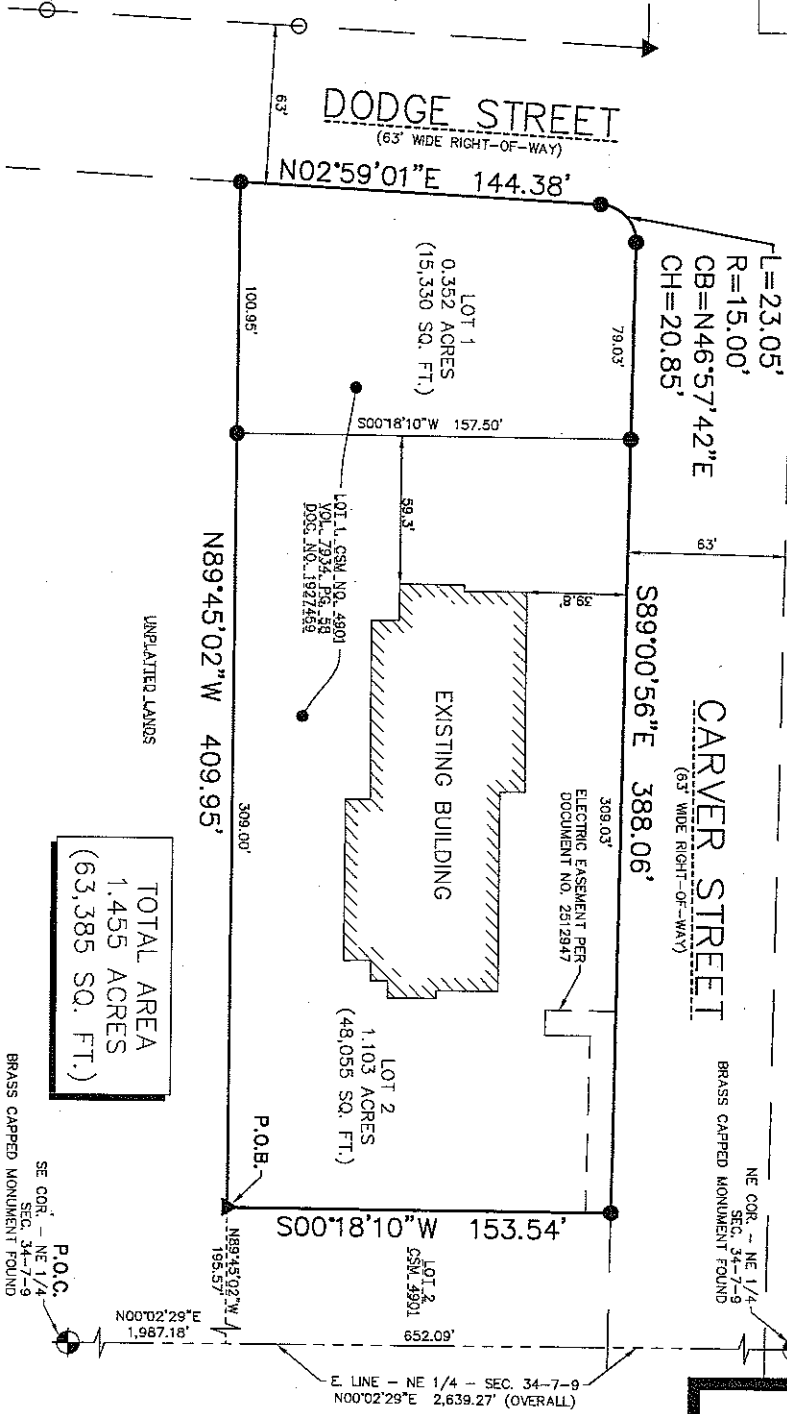 63'
DODGE STREET
(63' WIDE RIGHT-OF-WAY)
N02°59'01"E 144.38'
L=23.05'
R=15.00'
CB=N46°57'42"E
CH=20.85'
LOT 1
0.352 ACRES
(15,330 SQ. FT.)
100.95'
79.03'
S00°18'10"W 157.50'
59.3'
39.8'
63'
LOT 1, CSM NO. 4901
VOL. 7934, PG. 58
DOC. NO. 1927469
N89°45'02"W 409.95'
UNPLATTED LANDS
EXISTING BUILDING
S89°00'56"E 388.06'
CARVER STREET
(63' WIDE RIGHT-OF-WAY)
309.03'
ELECTRIC EASEMENT PER
DOCUMENT NO. 2512947
309.00'
TOTAL AREA
1.455 ACRES
(63,385 SQ. FT.)
LOT 2
1.103 ACRES
(48,055 SQ. FT.)
P.O.B.
S00°18'10"W 153.54'
N89°45'02"W
195.57'
LOT 2
CSM 4901
NE COR. - NE 1/4
SEC. 34-7-9
BRASS CAPPED MONUMENT FOUND
P.O.C.
SE COR. - NE 1/4
SEC. 34-7-9
BRASS CAPPED MONUMENT FOUND
N00°02'29"E
1,987.18'
652.09'
E. LINE - NE 1/4 - SEC. 34-7-9
N00°02'29"E 2,639.27' (OVERALL)